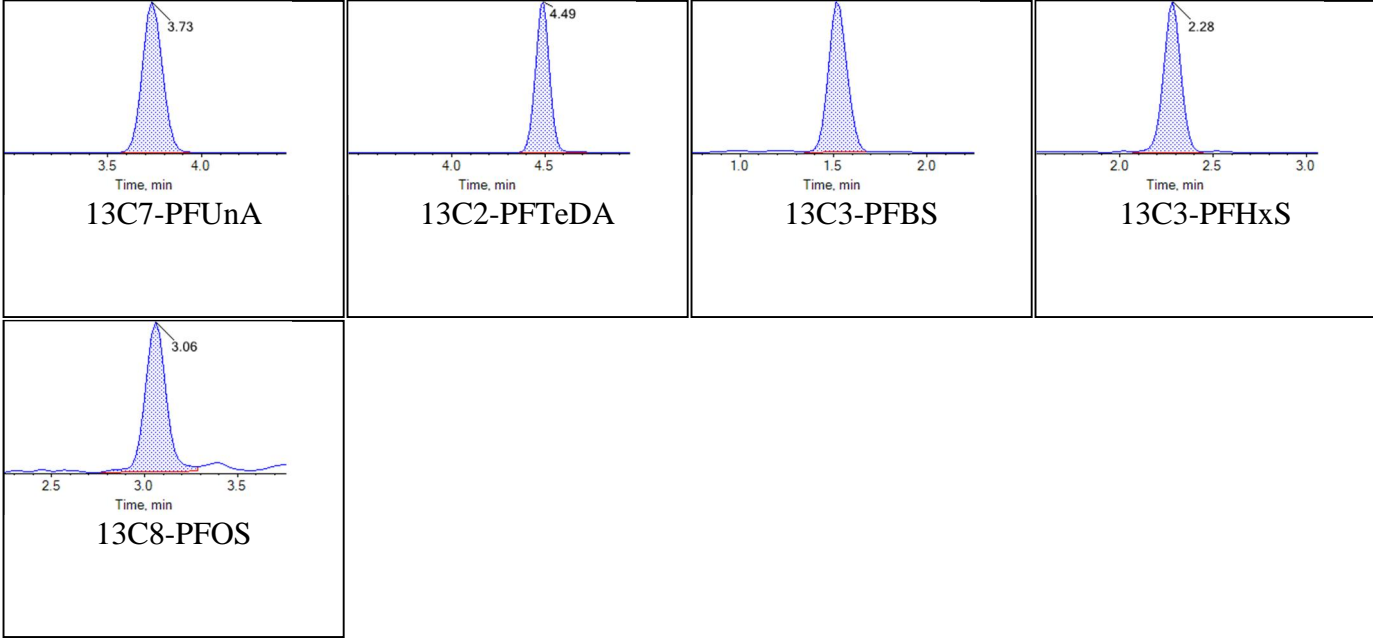 3.73
3.5 4.0
Time, min
13C7-PFUnA
4.49
4.0 4.5
Time, min
13C2-PFTeDA
1.0 1.5 2.0
Time, min
13C3-PFBS
2.28
2.0 2.5 3.0
Time, min
13C3-PFHxS
3.06
2.5 3.0 3.5
Time, min
13C8-PFOS